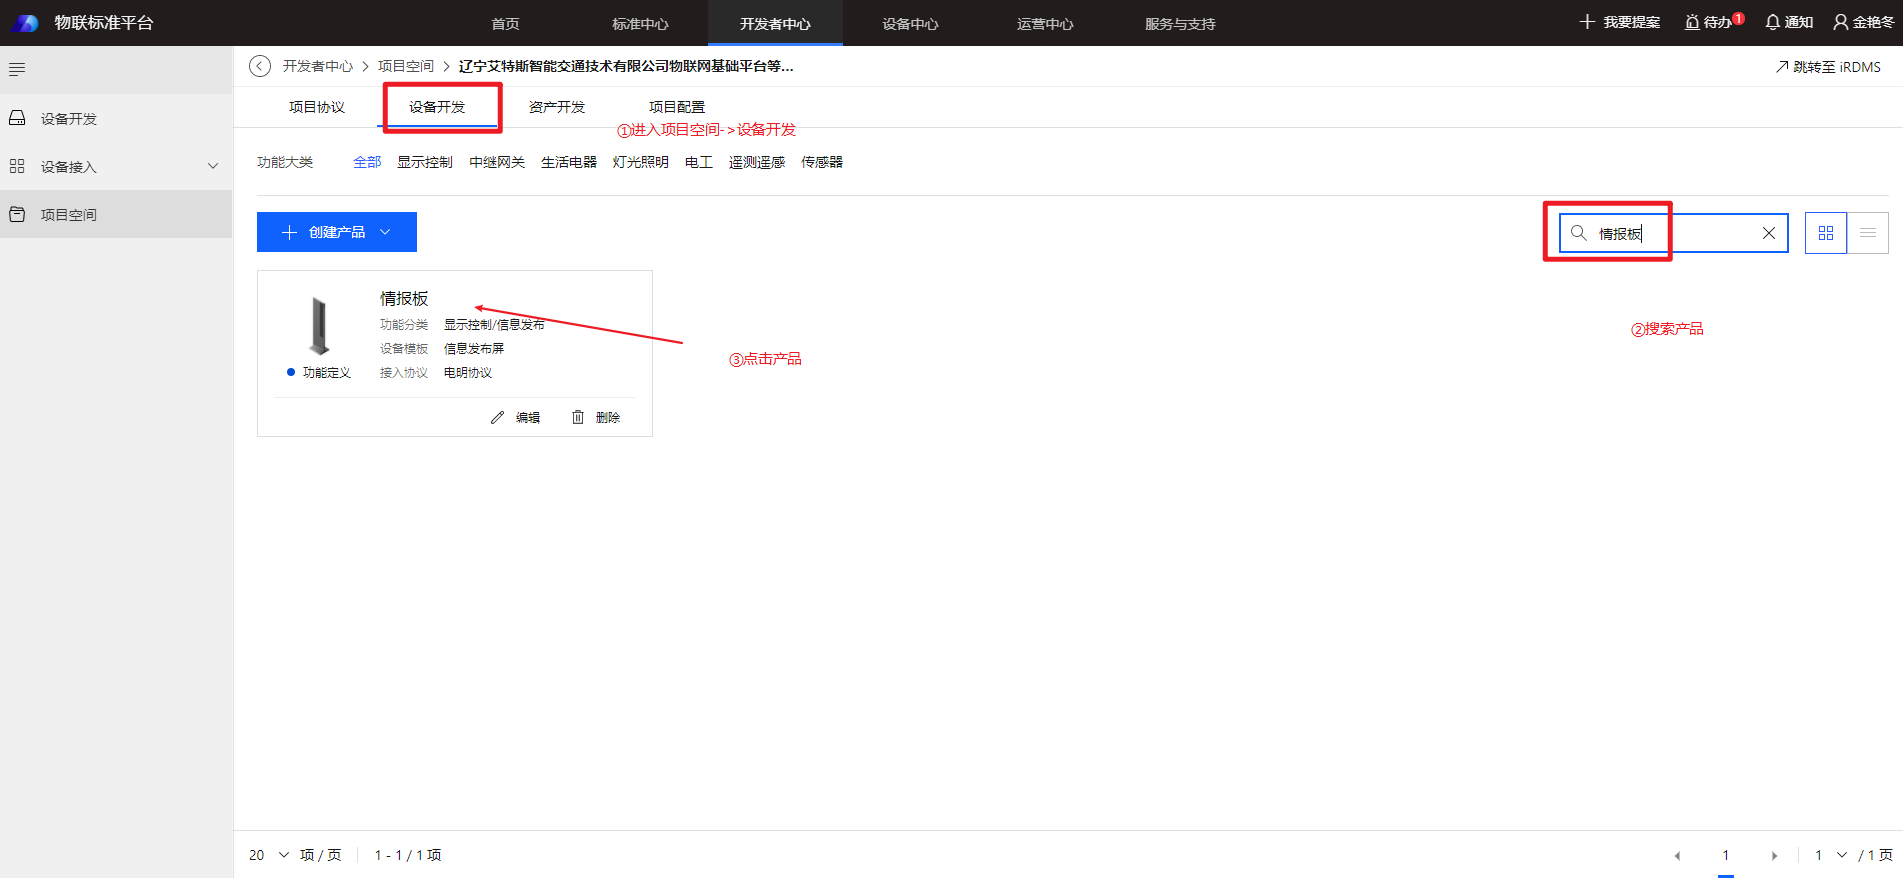 物联标准平台
首页
标准中心
开发者中心
设备中心
运营中心
服务与支持
我要提案
待办
1
通知
金艳冬
开发者中心 项目空间 辽宁艾特斯智能交通技术有限公司物联网基础平台等...
跳转至 iRDMS
设备开发
设备接入
项目空间
项目协议
设备开发
资产开发
项目配置
①进入项目空间->设备开发
功能大类
全部
显示控制
中继网关
生活电器
灯光照明
电工
遥测遥感
传感器
创建产品
情报板
②搜索产品
情报板
功能分类 显示控制/信息发布
设备模板 信息发布屏
功能定义
接入协议 电明协议
③点击产品
编辑
删除
20 项 / 页
1 - 1 / 1 项
1
1 / 1 页